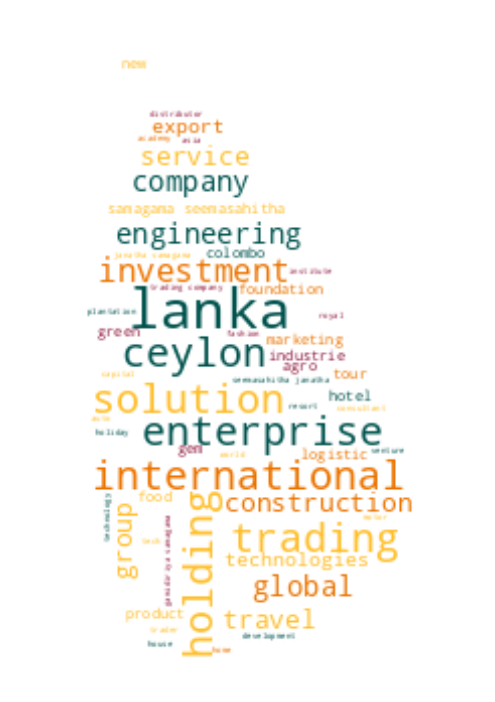 new
distributor
export
academy asia
service
company
samagama seemasahitha
engineering
colombo
janatha samagama
investment institute
trading company foundation
lanka
plantation royal
green fashion marketing
ceylon industrie
agro
capital tour
seemasahitha janatha
solution hotel
resort consultant
enterprise
holiday
gem venture
world logistic
international
technology food construction
group
holding
trading
tech
technologies
global
product travel
trader development
house
home